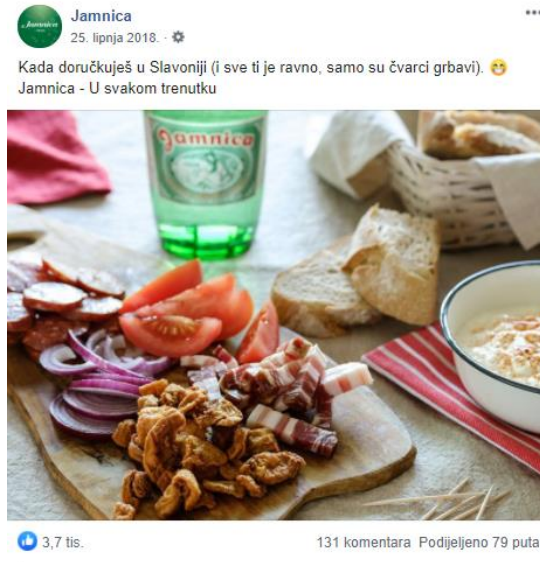 Jamnica
Jamnica
25. lipnja 2018. ·
Kada doručkuješ u Slavoniji (i sve ti je ravno, samo su čvarci grbavi). 😁
Jamnica - U svakom trenutku
Jamnica
3,7 tis.
131 komentara Podijeljeno 79 puta